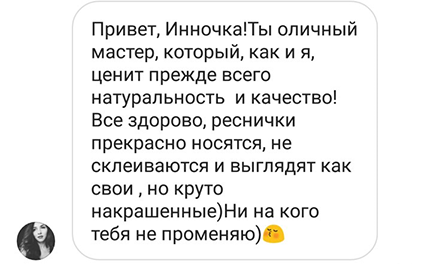 Привет, Инночка!Ты оличный
мастер, который, как и я,
ценит прежде всего
натуральность и качество!
Все здорово, реснички
прекрасно носятся, не
склеиваются и выглядят как
свои , но круто
накрашенные)Ни на кого
тебя не променяю)😚